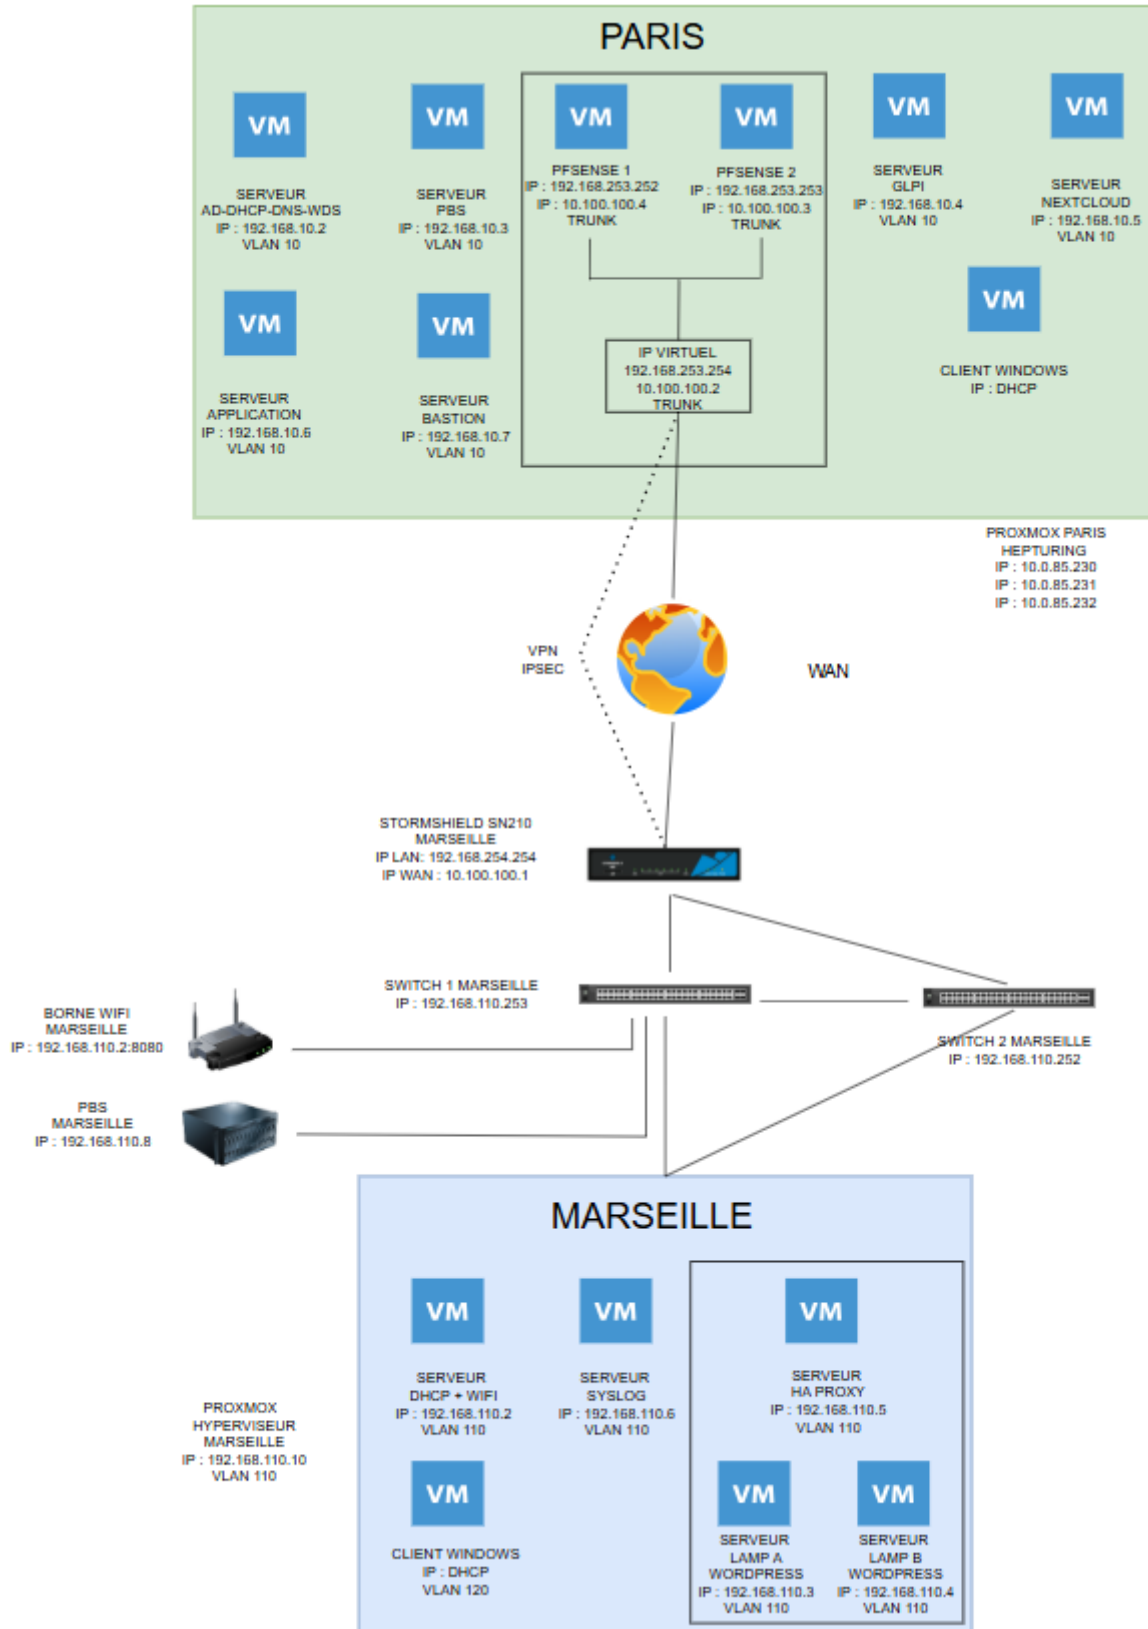 PARIS
VM
SERVEUR
AD-DHCP-DNS-WDS
IP : 192.168.10.2
VLAN 10
VM
SERVEUR
PBS
IP : 192.168.10.3
VLAN 10
VM
PFSENSE 1
IP : 192.168.253.252
IP : 10.100.100.4
TRUNK
VM
PFSENSE 2
IP : 192.168.253.253
IP : 10.100.100.3
TRUNK
VM
SERVEUR
GLPI
IP : 192.168.10.4
VLAN 10
VM
SERVEUR
NEXTCLOUD
IP : 192.168.10.5
VLAN 10
VM
SERVEUR
APPLICATION
IP : 192.168.10.6
VLAN 10
VM
SERVEUR
BASTION
IP : 192.168.10.7
VLAN 10
IP VIRTUEL
192.168.253.254
10.100.100.2
TRUNK
VM
CLIENT WINDOWS
IP : DHCP
PROXMOX PARIS
HEPTURING
IP : 10.0.85.230
IP : 10.0.85.231
IP : 10.0.85.232
VPN
IPSEC
WAN
STORMSHIELD SN210
MARSEILLE
IP LAN: 192.168.254.254
IP WAN : 10.100.100.1
SWITCH 1 MARSEILLE
IP : 192.168.110.253
SWITCH 2 MARSEILLE
IP : 192.168.110.252
BORNE WIFI
MARSEILLE
IP : 192.168.110.2:8080
PBS
MARSEILLE
IP : 192.168.110.8
MARSEILLE
PROXMOX
HYPERVISEUR
MARSEILLE
IP : 192.168.110.10
VLAN 110
VM
SERVEUR
DHCP + WIFI
IP : 192.168.110.2
VLAN 110
VM
SERVEUR
SYSLOG
IP : 192.168.110.6
VLAN 110
VM
SERVEUR
HA PROXY
IP : 192.168.110.5
VLAN 110
VM
CLIENT WINDOWS
IP : DHCP
VLAN 120
VM
SERVEUR
LAMP A
WORDPRESS
IP : 192.168.110.3
VLAN 110
VM
SERVEUR
LAMP B
WORDPRESS
IP : 192.168.110.4
VLAN 110